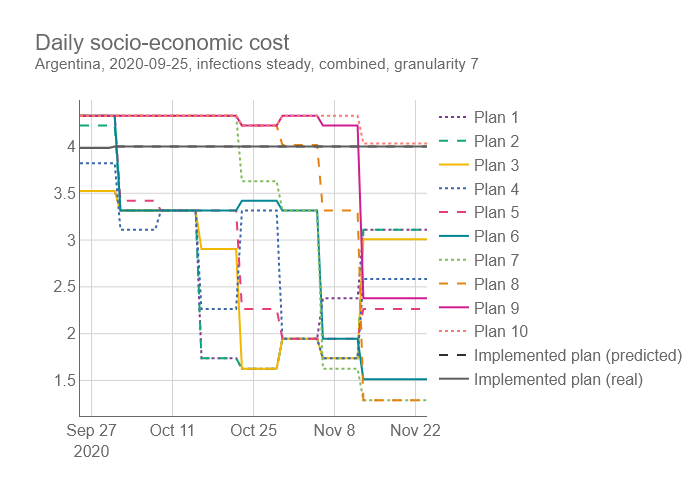 Daily socio-economic cost
Argentina, 2020-09-25, infections steady, combined, granularity 7
4
3.5
3
2.5
2
1.5
Sep 27
2020
Oct 11
Oct 25
Nov 8
Nov 22
Plan 1
Plan 2
Plan 3
Plan 4
Plan 5
Plan 6
Plan 7
Plan 8
Plan 9
Plan 10
Implemented plan (predicted)
Implemented plan (real)